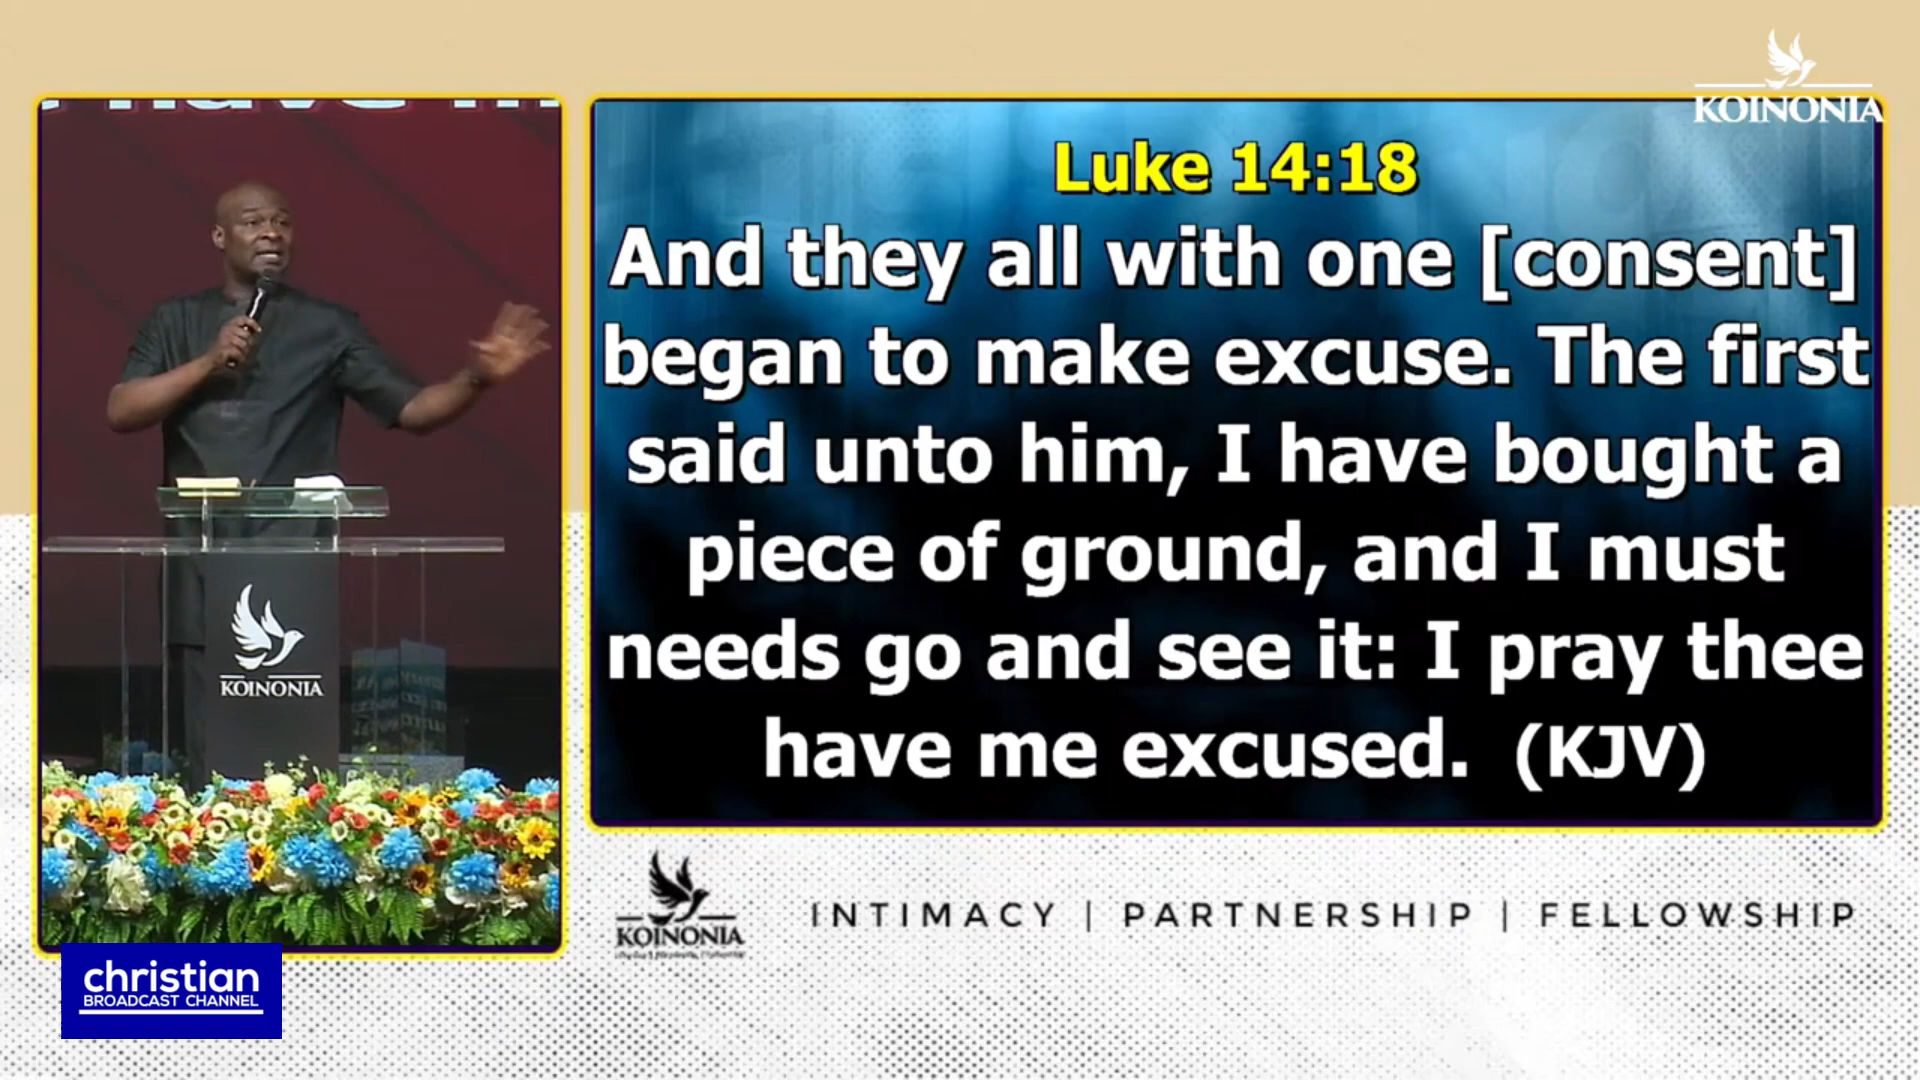 KOINONIA
Luke 14:18
And they all with one [consent]
began to make excuse. The first
said unto him, I have bought a
piece of ground, and I must
needs go and see it: I pray thee
have me excused. (KJV)
KOINONIA
KOINONIA
INTIMACY | PARTNERSHIP | FELLOWSHIP
christian
BROADCAST CHANNEL